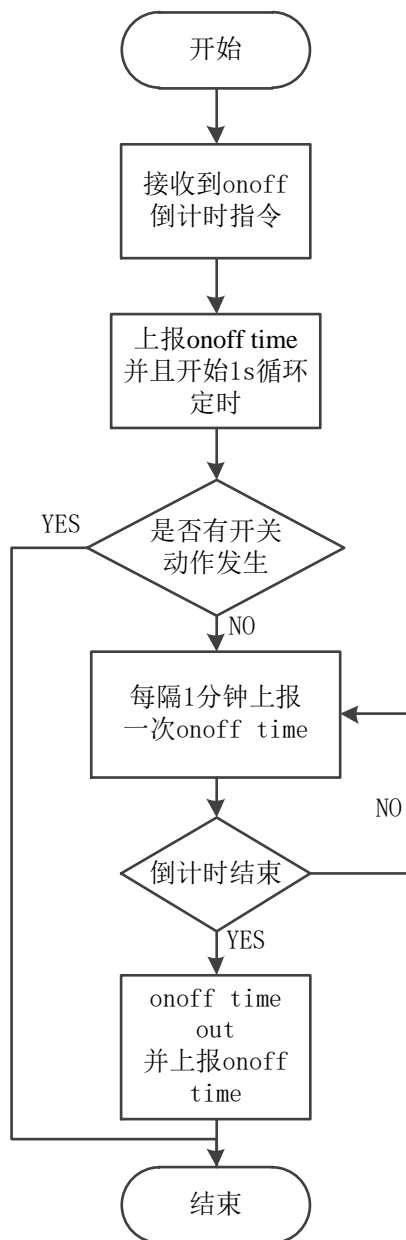 开始
接收到onoff
倒计时指令
上报onoff time
并且开始1s循环
定时
YES
是否有开关
动作发生
NO
每隔1分钟上报
一次onoff time
NO
倒计时结束
YES
onoff time
out
并上报onoff
time
结束